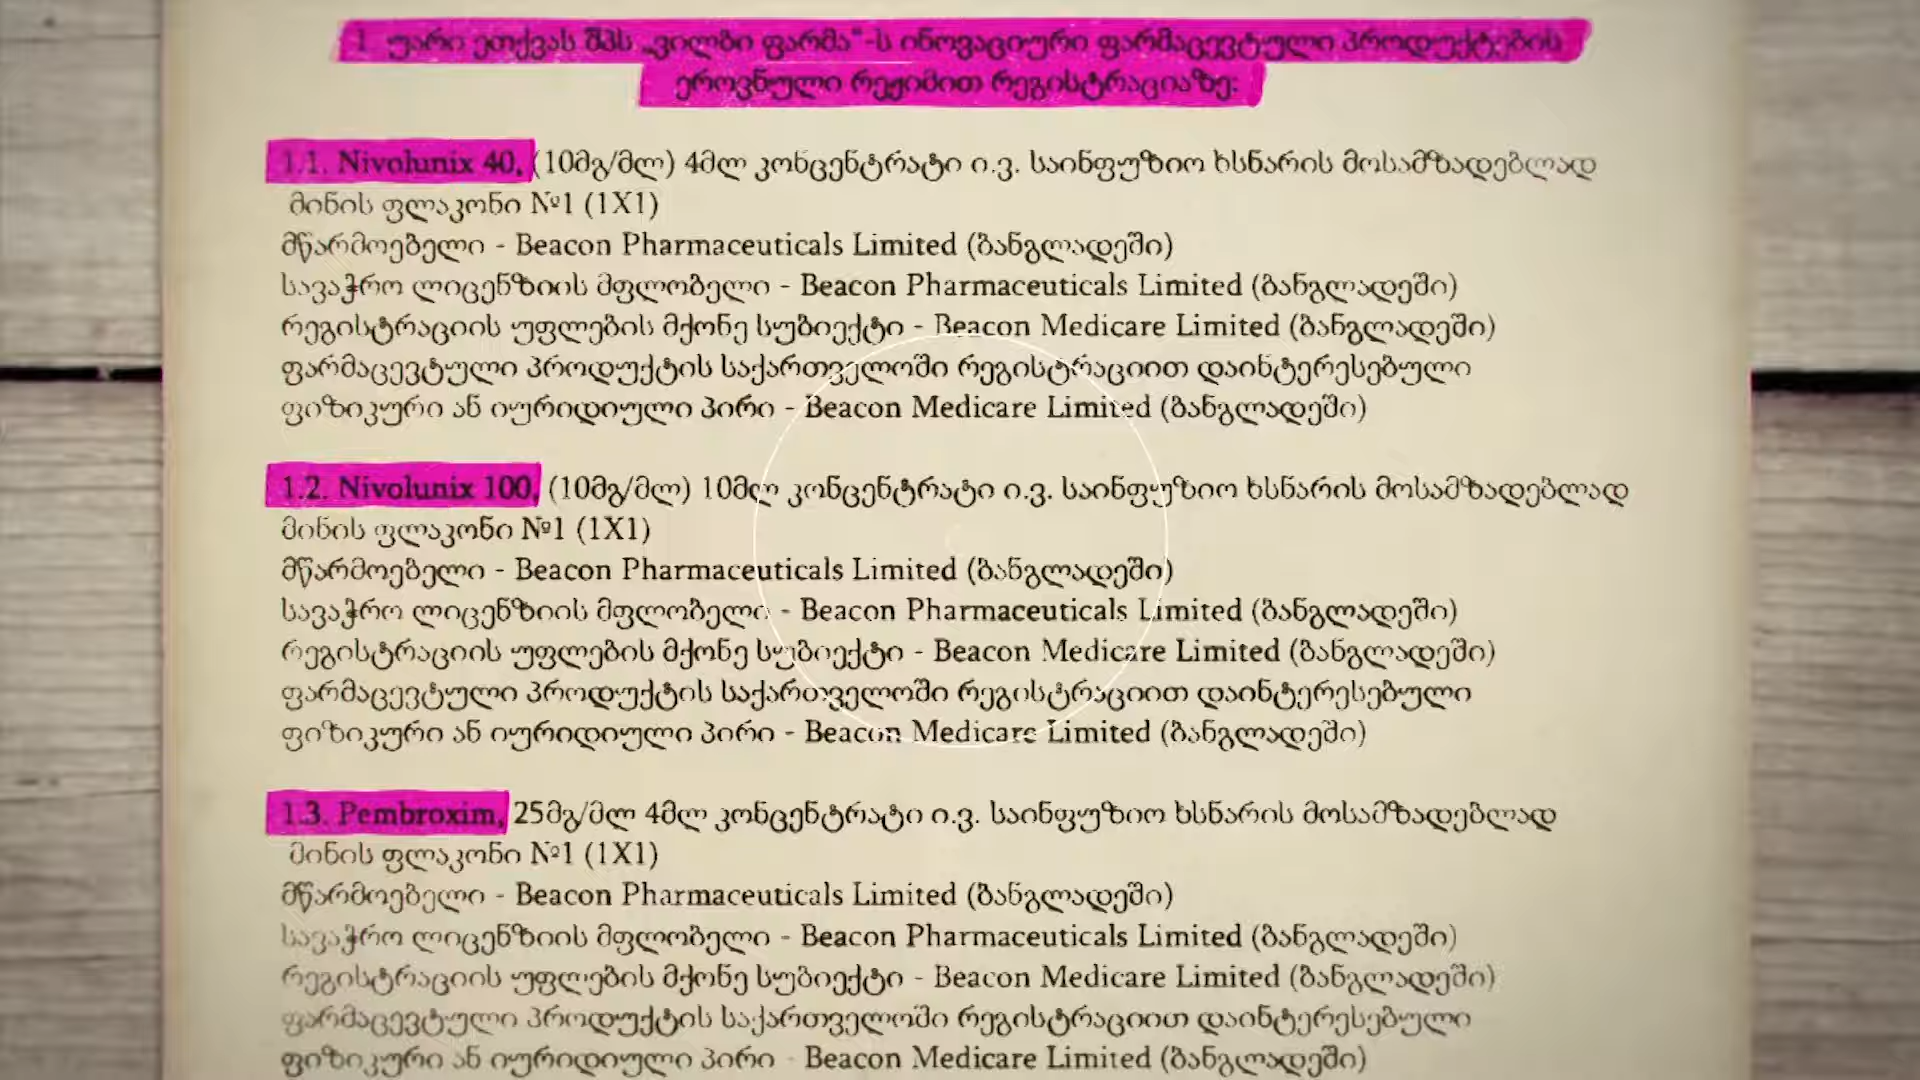 1 უარი ეთქვას შპს „ვილბი ფარმა“-ს ინოვაციური ფარმაცევტული პროდუქტების
ეროვნული რეჟიმით რეგისტრაციაზე:
1.1. Nivolunix 40, (10მგ/მლ) 4მლ კონცენტრატი ი.ვ. საინფუზიო ხსნარის მოსამზადებლად
მინის ფლაკონი №1 (1X1)
მწარმოებელი - Beacon Pharmaceuticals Limited (ბანგლადეში)
სავაჭრო ლიცენზიის მფლობელი - Beacon Pharmaceuticals Limited (ბანგლადეში)
რეგისტრაციის უფლების მქონე სუბიექტი - Beacon Medicare Limited (ბანგლადეში)
ფარმაცევტული პროდუქტის საქართველოში რეგისტრაციით დაინტერესებული
ფიზიკური ან იურიდიული პირი - Beacon Medicare Limited (ბანგლადეში)
1.2. Nivolunix 100, (10მგ/მლ) 10მლ კონცენტრატი ი.ვ. საინფუზიო ხსნარის მოსამზადებლად
მინის ფლაკონი №1 (1X1)
მწარმოებელი - Beacon Pharmaceuticals Limited (ბანგლადეში)
სავაჭრო ლიცენზიის მფლობელი - Beacon Pharmaceuticals Limited (ბანგლადეში)
რეგისტრაციის უფლების მქონე სუბიექტი - Beacon Medicare Limited (ბანგლადეში)
ფარმაცევტული პროდუქტის საქართველოში რეგისტრაციით დაინტერესებული
ფიზიკური ან იურიდიული პირი - Beacon Medicare Limited (ბანგლადეში)
1.3. Pembroxim, 25მგ/მლ 4მლ კონცენტრატი ი.ვ. საინფუზიო ხსნარის მოსამზადებლად
მინის ფლაკონი №1 (1X1)
მწარმოებელი - Beacon Pharmaceuticals Limited (ბანგლადეში)
სავაჭრო ლიცენზიის მფლობელი - Beacon Pharmaceuticals Limited (ბანგლადეში)
რეგისტრაციის უფლების მქონე სუბიექტი - Beacon Medicare Limited (ბანგლადეში)
ფარმაცევტული პროდუქტის საქართველოში რეგისტრაციით დაინტერესებული
ფიზიკური ან იურიდიული პირი - Beacon Medicare Limited (ბანგლადეში)